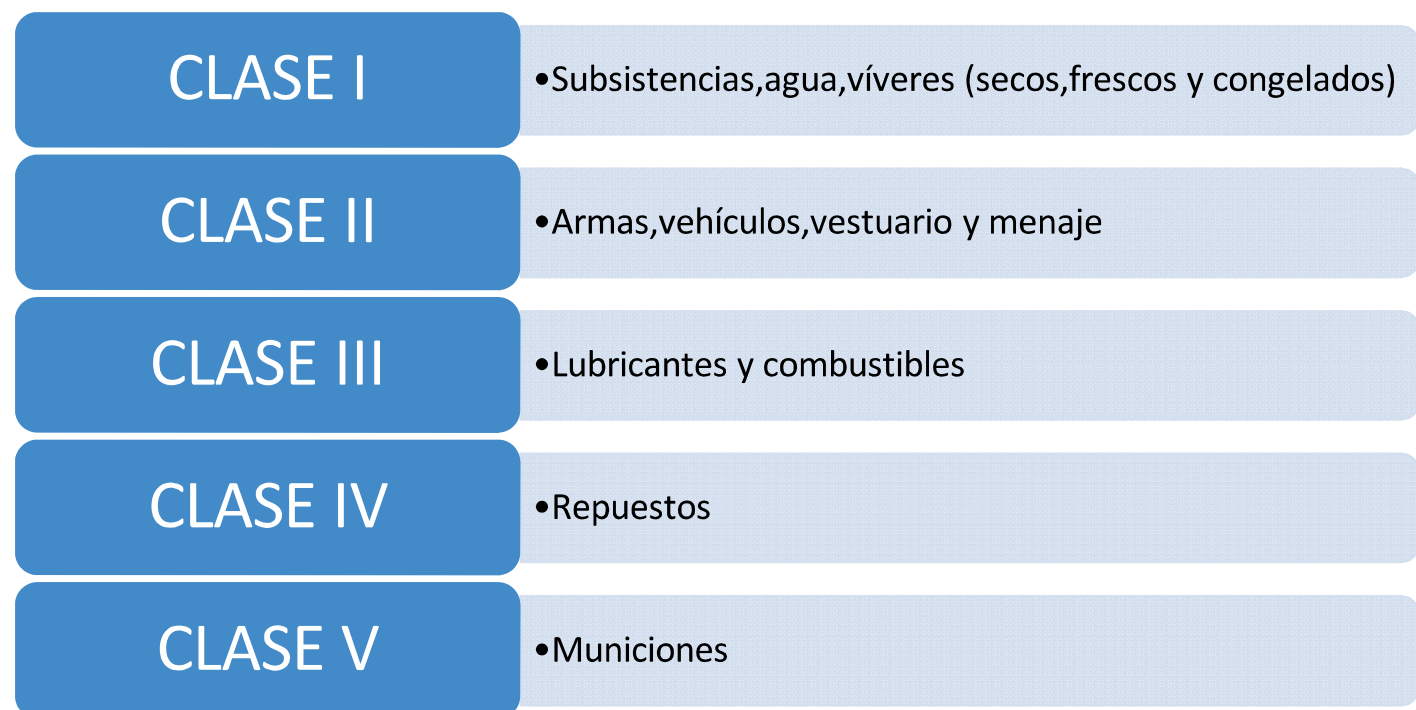 CLASE I
•Subsistencias,agua,víveres (secos,frescos y congelados)
CLASE II
•Armas,vehículos,vestuario y menaje
CLASE III
•Lubricantes y combustibles
CLASE IV
•Repuestos
CLASE V
•Municiones